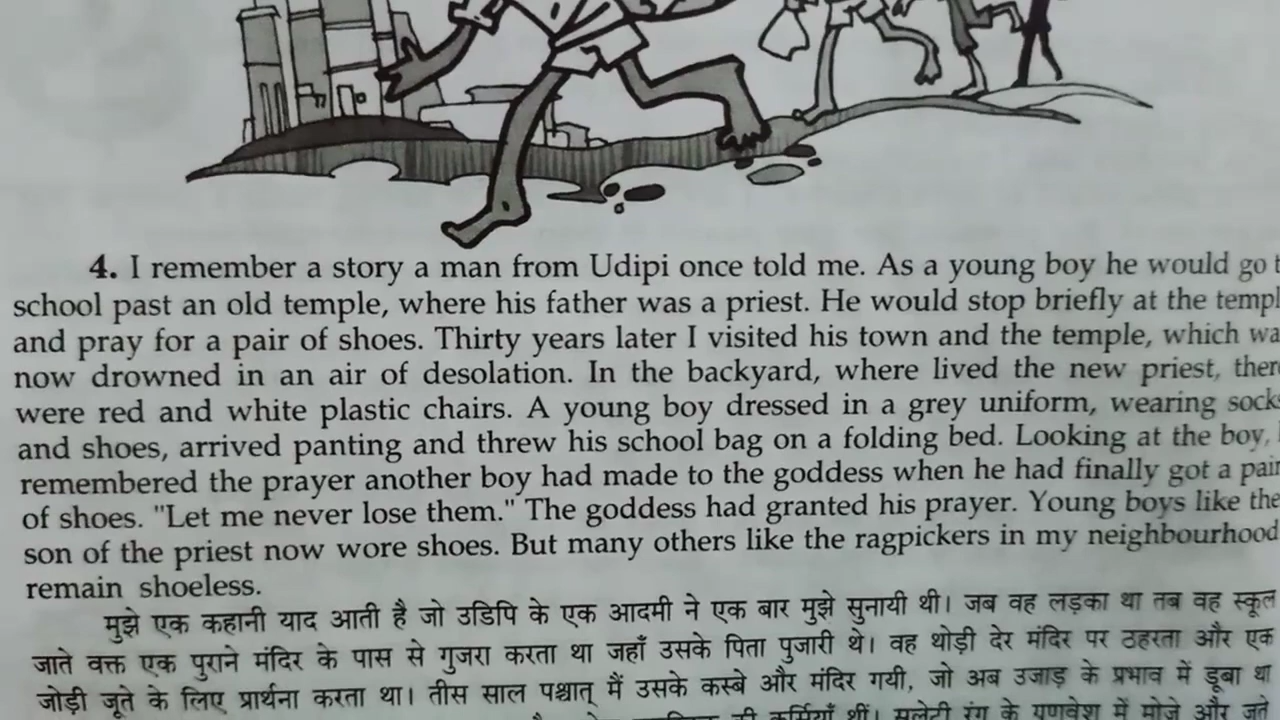 4. I remember a story a man from Udipi once told me. As a young boy he would go t
school past an old temple, where his father was a priest. He would stop briefly at the templ
and pray for a pair of shoes. Thirty years later I visited his town and the temple, which wa
now drowned in an air of desolation. In the backyard, where lived the new priest, there
were red and white plastic chairs. A young boy dressed in a grey uniform, wearing socks
and shoes, arrived panting and threw his school bag on a folding bed. Looking at the boy, I
remembered the prayer another boy had made to the goddess when he had finally got a pair
of shoes. "Let me never lose them." The goddess had granted his prayer. Young boys like the
son of the priest now wore shoes. But many others like the ragpickers in my neighbourhood
remain shoeless.
मुझे एक कहानी याद आती है जो उडिपि के एक आदमी ने एक बार मुझे सुनायी थी। जब वह लड़का था तब वह स्कूल
जाते वक्त एक पुराने मंदिर के पास से गुजरा करता था जहाँ उसके पिता पुजारी थे। वह थोड़ी देर मंदिर पर ठहरता और एक
जोड़ी जूते के लिए प्रार्थना करता था। तीस साल पश्चात् मैं उसके कस्बे और मंदिर गयी, जो अब उजाड़ के प्रभाव में डूबा था
की कुर्सियाँ थीं। सलेटी रंग के गणवेश में मोजे और जूते